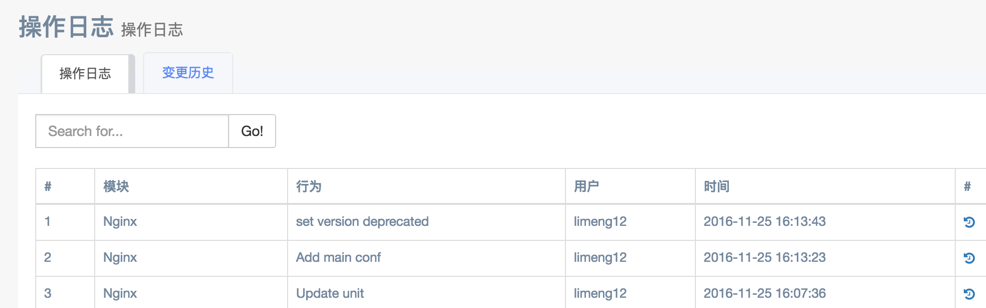 操作日志 操作日志
操作日志 变更历史
Search for... Go!
# 模块 行为 用户 时间 #
1 Nginx set version deprecated limeng12 2016-11-25 16:13:43
2 Nginx Add main conf limeng12 2016-11-25 16:13:23
3 Nginx Update unit limeng12 2016-11-25 16:07:36